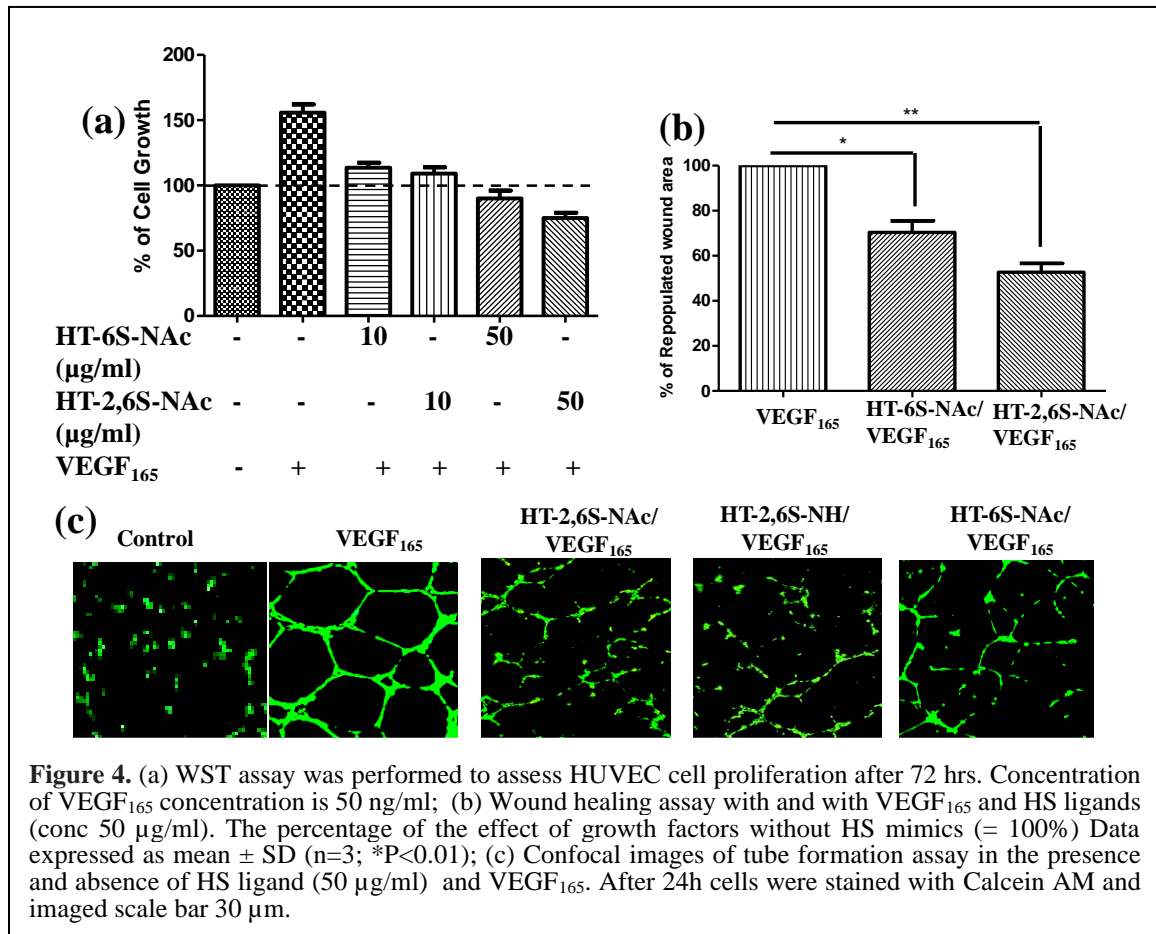 (a)
% of Cell Growth
200
150
100
50
0
HT-6S-NAc
(µg/ml)
- - 10 - 50 -
HT-2,6S-NAc
(µg/ml)
- - - 10 - 50
VEGF165 - + + + + +
(b)
% of Repopulated wound area
100
80
60
40
20
0
**
*
VEGF165
HT-6S-NAc/
VEGF165
HT-2,6S-NAc/
VEGF165
(c)
Control
VEGF165
HT-2,6S-NAc/
VEGF165
HT-2,6S-NH/
VEGF165
HT-6S-NAc/
VEGF165
Figure 4. (a) WST assay was performed to assess HUVEC cell proliferation after 72 hrs. Concentration
of VEGF165 concentration is 50 ng/ml; (b) Wound healing assay with and with VEGF165 and HS ligands
(conc 50 µg/ml). The percentage of the effect of growth factors without HS mimics (= 100%) Data
expressed as mean ± SD (n=3; *P<0.01); (c) Confocal images of tube formation assay in the presence
and absence of HS ligand (50 µg/ml) and VEGF165. After 24h cells were stained with Calcein AM and
imaged scale bar 30 µm.